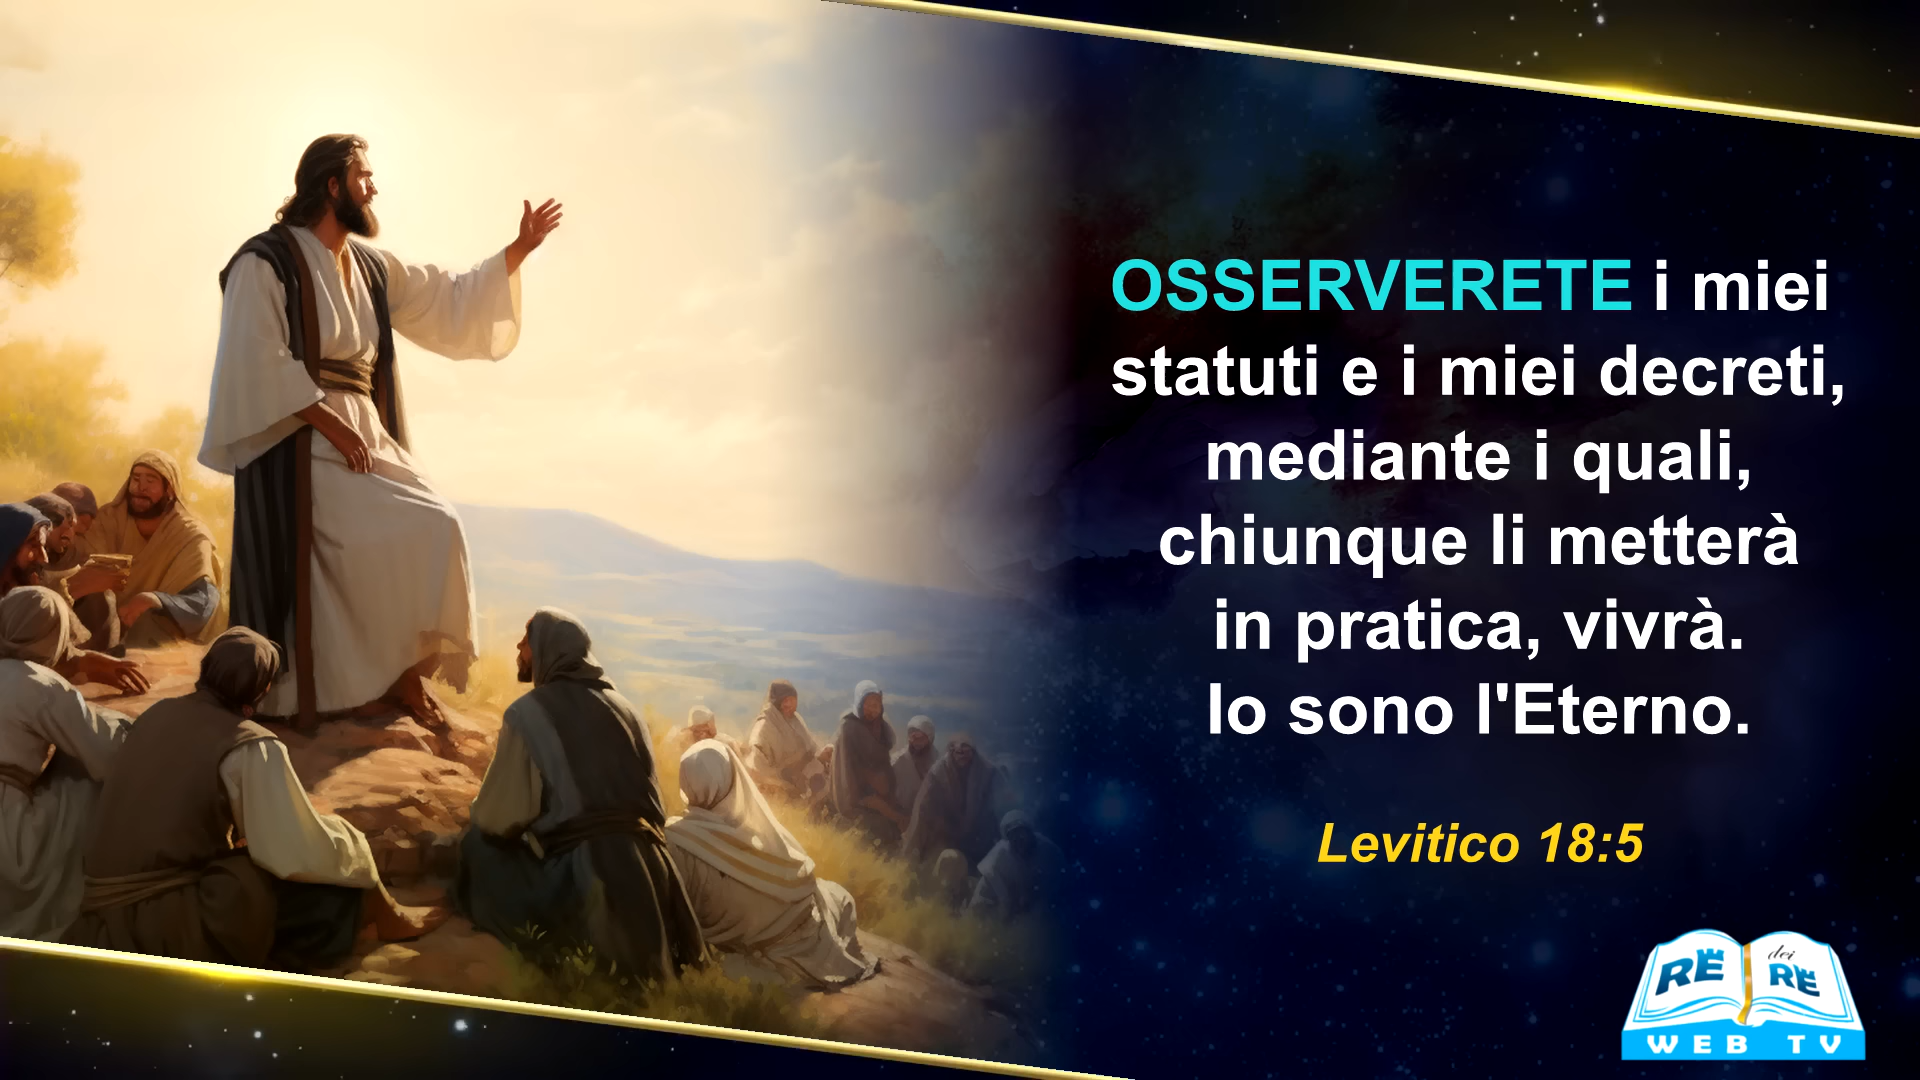 OSSERVERETE i miei
statuti e i miei decreti,
mediante i quali,
chiunque li metterà
in pratica, vivrà.
Io sono l'Eterno.
Levitico 18:5
RE dei RE
WEB TV